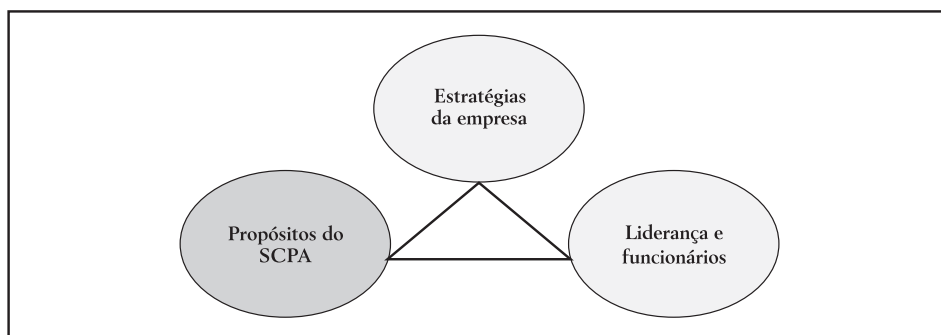 Estratégias
da empresa
Propósitos do
SCPA
Liderança e
funcionários